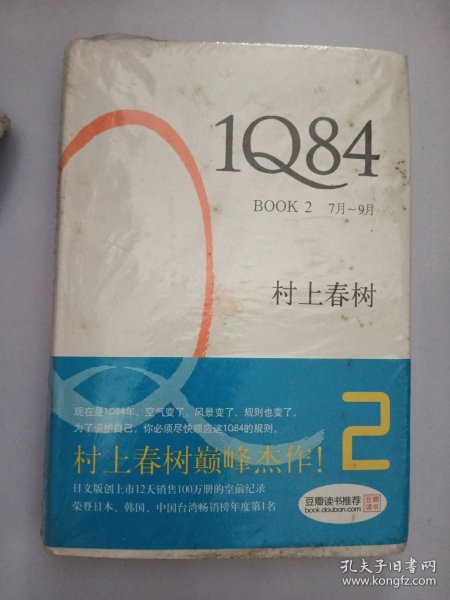 1Q84
BOOK 2 7月~9月
村上春树
现在是1Q84年，空气变了，风景变了，规则也变了。
为了保护自己，你必须尽快顺应这1Q84的规则。
2
村上春树巅峰杰作！
日文版创上市12天销售100万册的空前纪录
荣登日本、韩国、中国台湾畅销榜年度第1名
豆瓣读书推荐
book.douban.com
豆瓣
读书
孔夫子旧书网
www.kongfz.com